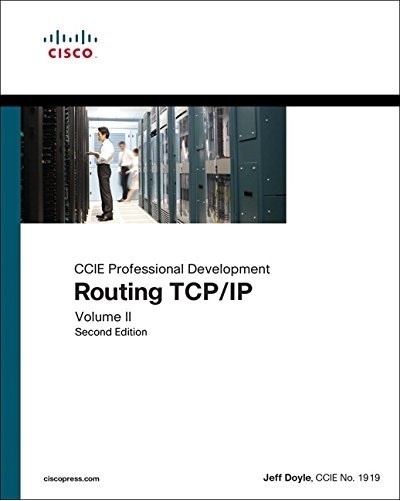 CISCO
CCIE Professional Development
Routing TCP/IP
Volume II
Second Edition
ciscopress.com
Jeff Doyle, CCIE No. 1919